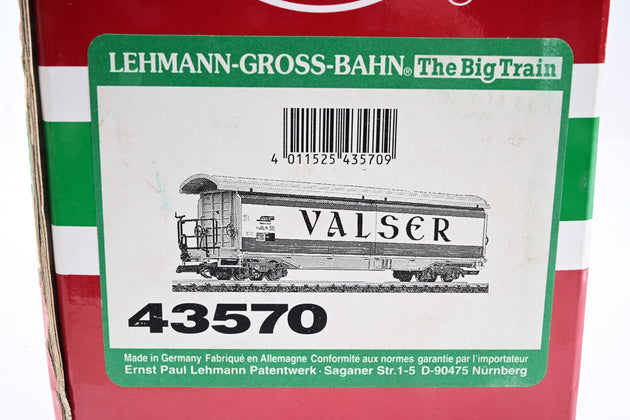 LEHMANN-GROSS-BAHN® The Big Train
4 011525 435709
VALSER
43570
Made in Germany Fabriqué en Allemagne Conformité aux normes garantie par l'importateur
Ernst Paul Lehmann Patentwerk · Saganer Str.1-5 D-90475 Nürnberg